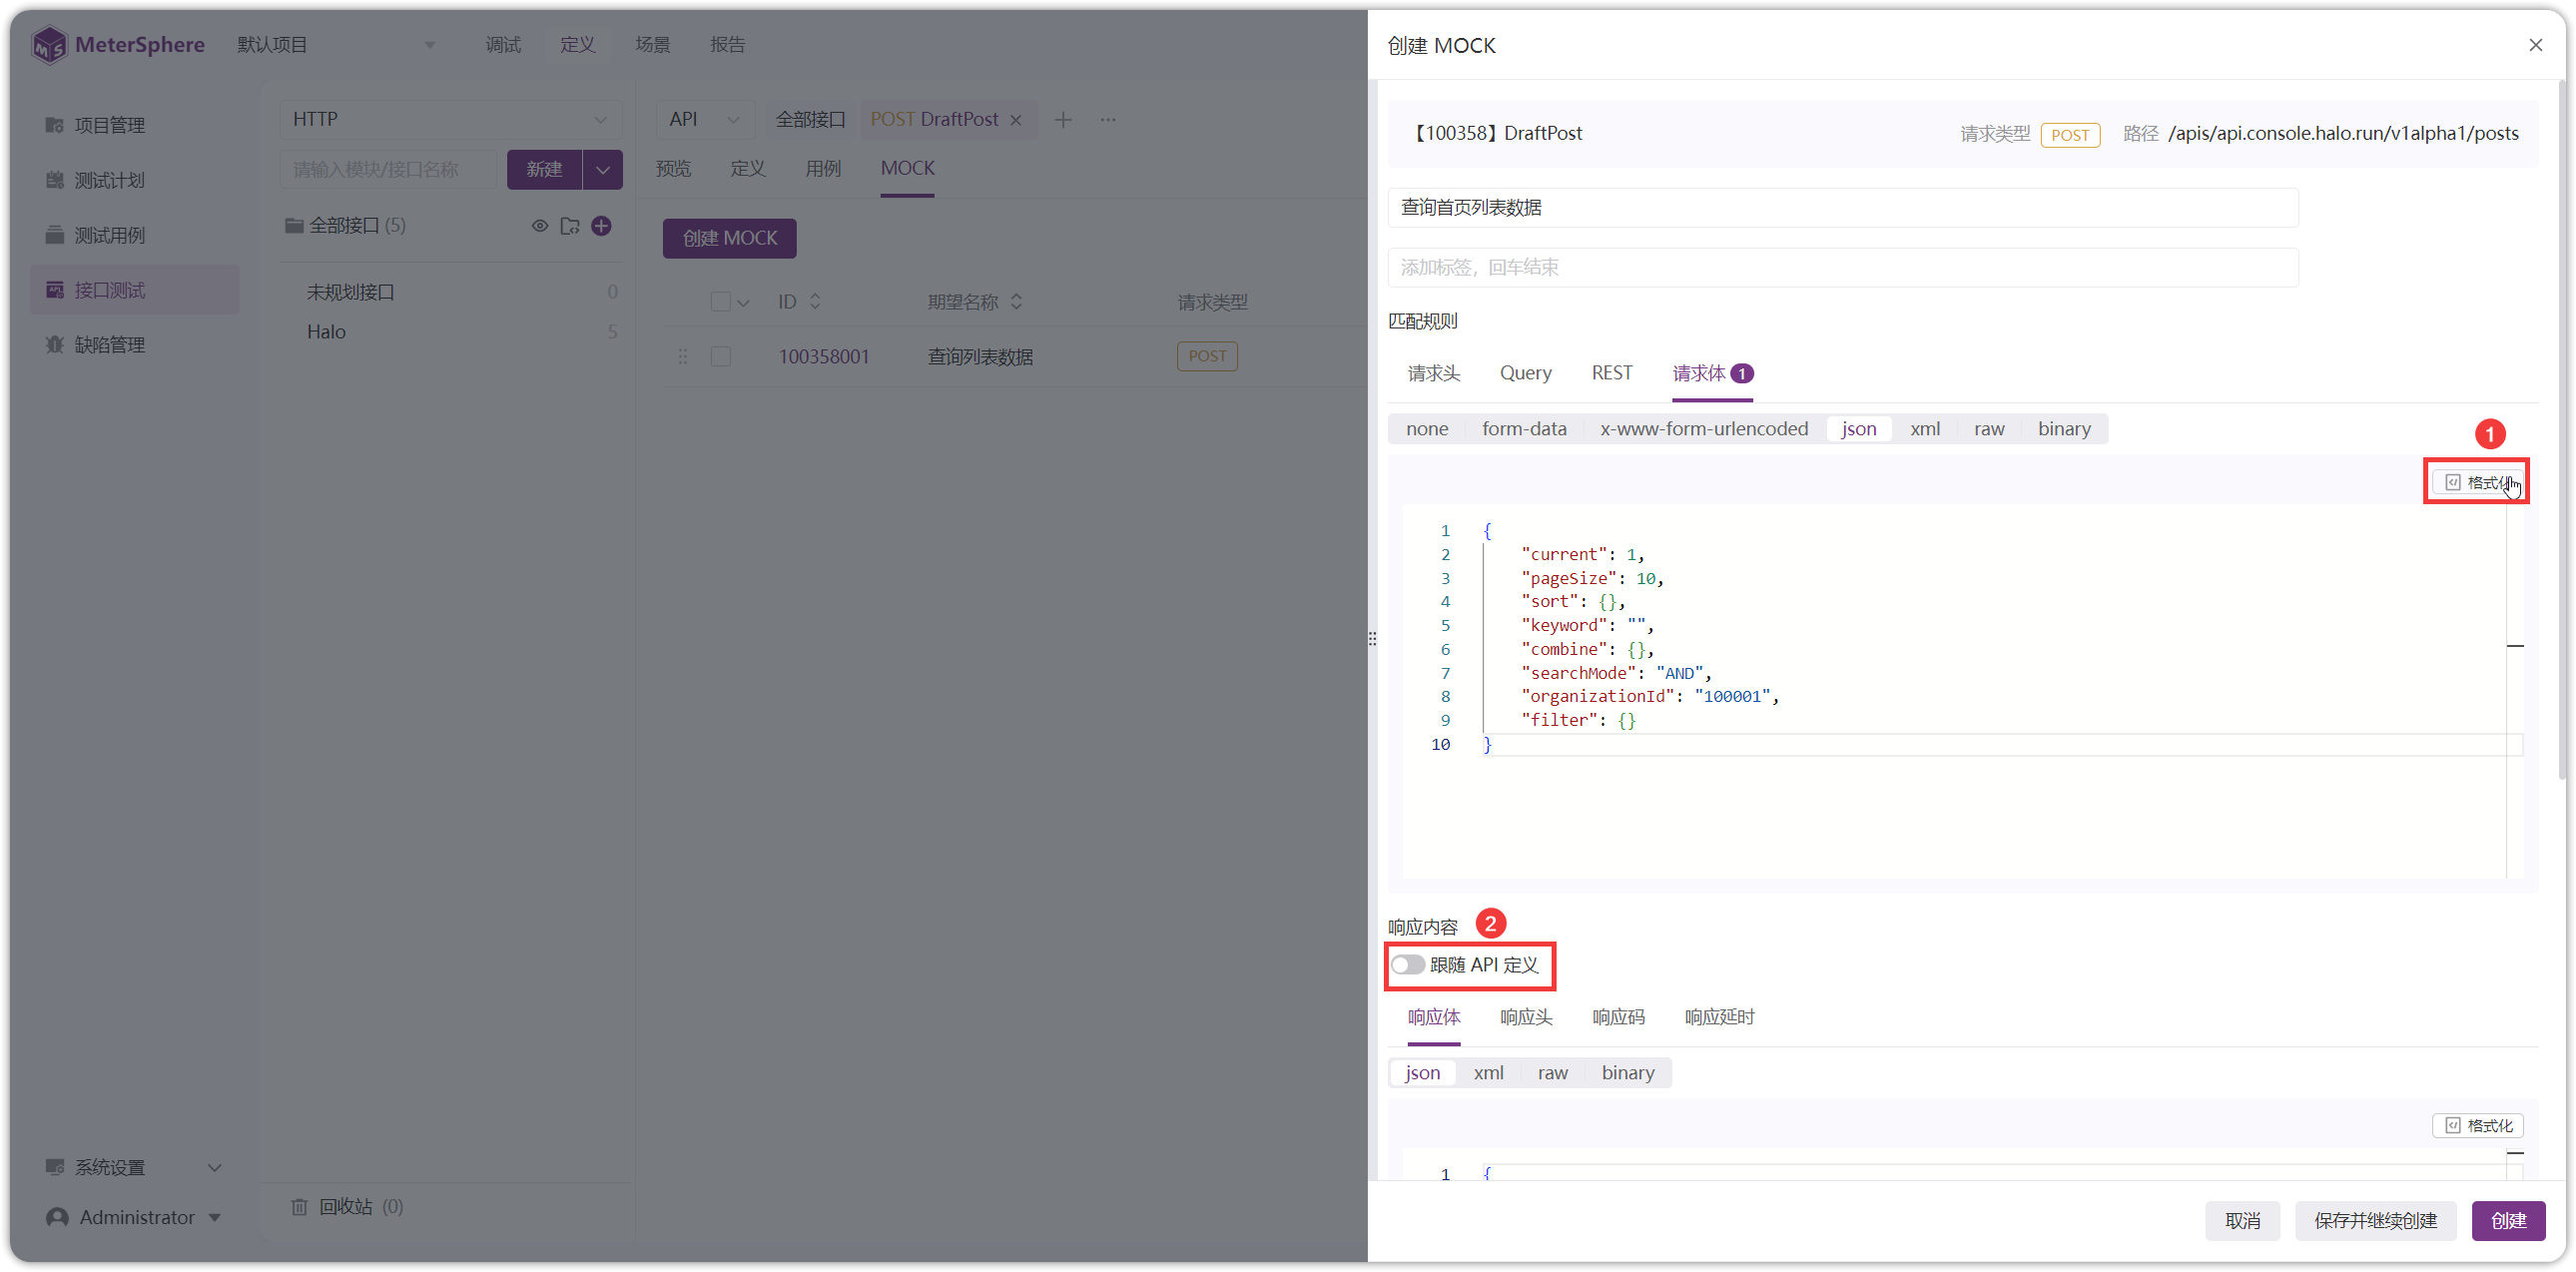 MeterSphere
默认项目
调试
定义
场景
报告
项目管理
测试计划
测试用例
接口测试
缺陷管理
系统设置
Administrator
HTTP
请输入模块/接口名称
新建
全部接口 (5)
未规划接口 0
Halo 5
回收站 (0)
API
全部接口
POST DraftPost
预览
定义
用例
MOCK
创建 MOCK
ID
期望名称
请求类型
100358001
查询列表数据
POST
创建 MOCK
【100358】DraftPost
请求类型 POST 路径 /apis/api.console.halo.run/v1alpha1/posts
查询首页列表数据
添加标签，回车结束
匹配规则
请求头
Query
REST
请求体 1
none
form-data
x-www-form-urlencoded
json
xml
raw
binary
1
格式化
1 {
2 "current": 1,
3 "pageSize": 10,
4 "sort": {},
5 "keyword": "",
6 "combine": {},
7 "searchMode": "AND",
8 "organizationId": "100001",
9 "filter": {}
10 }
响应内容
2
跟随 API 定义
响应体
响应头
响应码
响应延时
json
xml
raw
binary
格式化
1 {
取消
保存并继续创建
创建